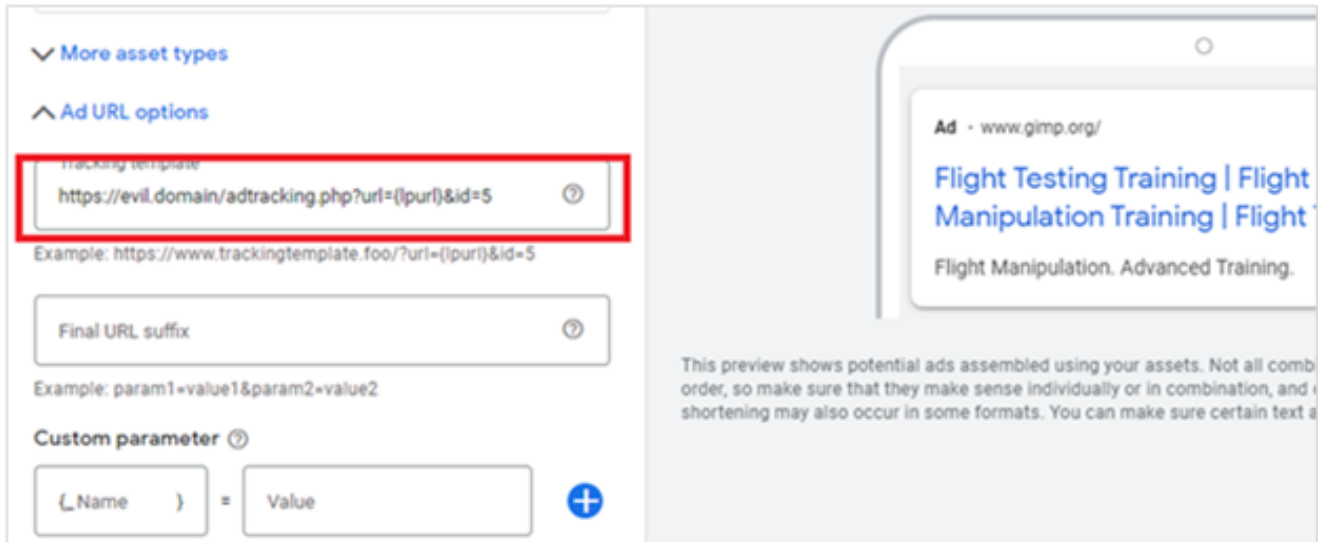 More asset types
Ad URL options
Tracking template
https://evil.domain/adtracking.php?url={lpurl}&id=5
Example: https://www.trackingtemplate.foo/?url={lpurl}&id=5
Final URL suffix
Example: param1=value1&param2=value2
Custom parameter
{_Name } = Value
Ad · www.gimp.org/
Flight Testing Training | Flight
Manipulation Training | Flight
Flight Manipulation. Advanced Training.
This preview shows potential ads assembled using your assets. Not all comb
order, so make sure that they make sense individually or in combination, and
shortening may also occur in some formats. You can make sure certain text a